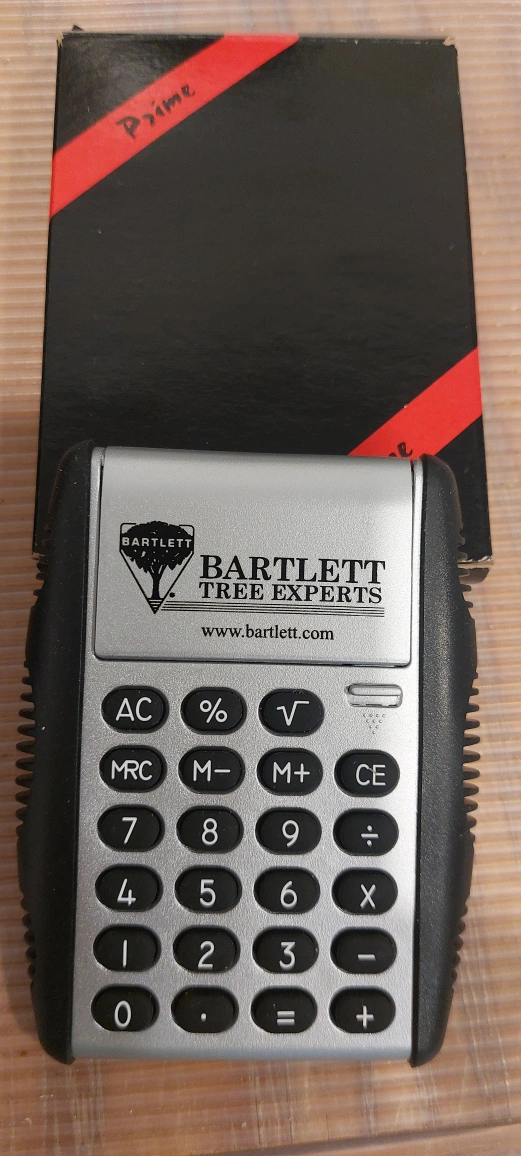 Prime
BARTLETT
BARTLETT
TREE EXPERTS
www.bartlett.com
AC % √
MRC M− M+ CE
7 8 9 ÷
4 5 6 X
1 2 3 −
0 . = +